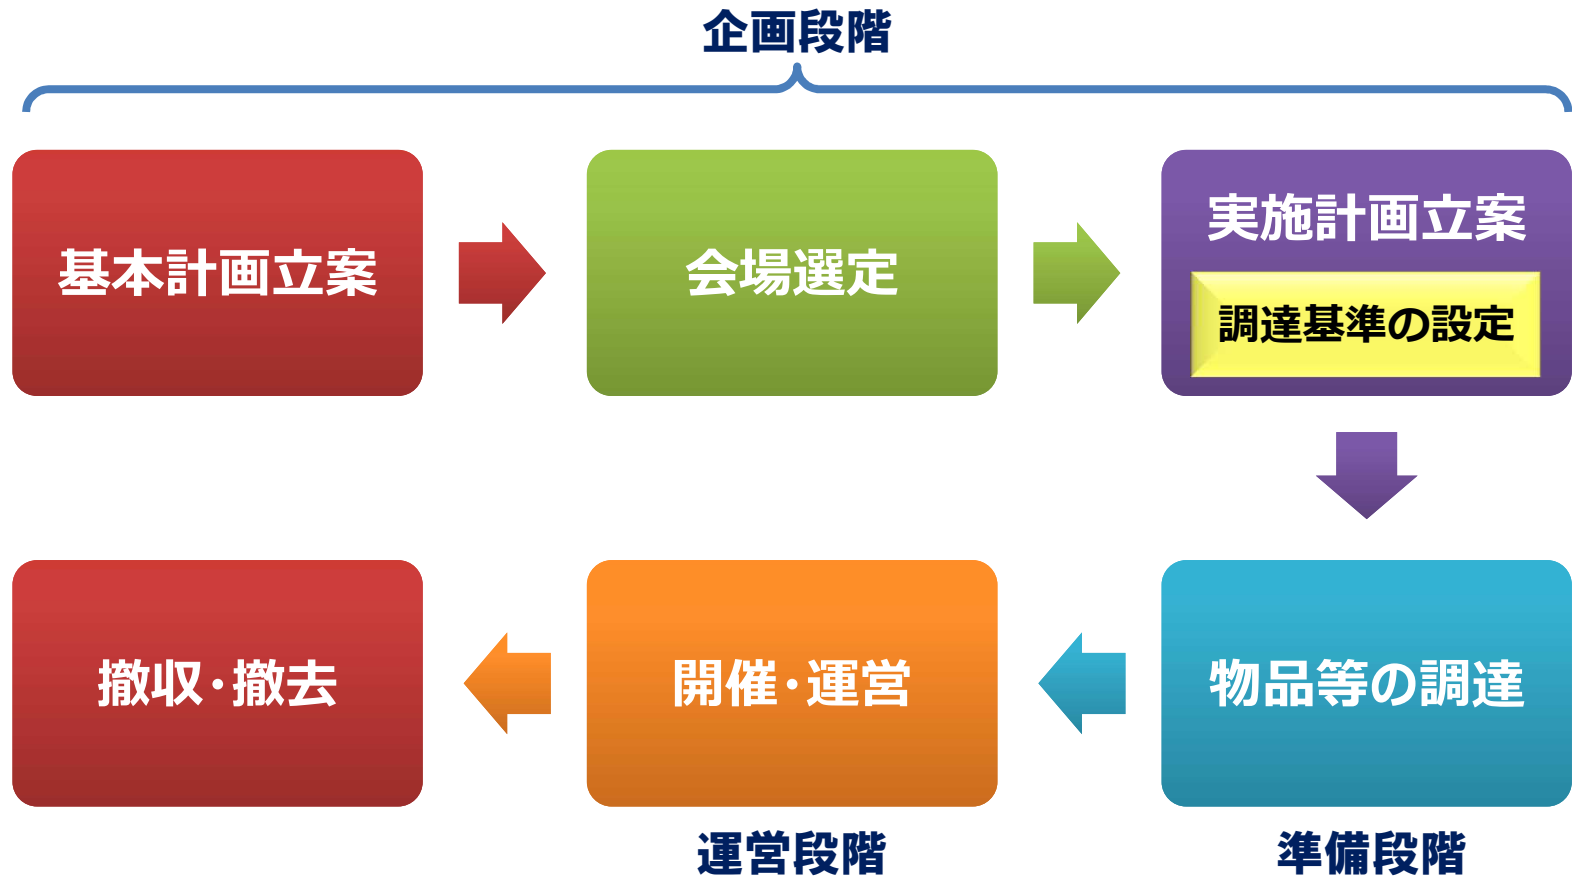 企画段階
基本計画立案
会場選定
実施計画立案
調達基準の設定
撤収・撤去
開催・運営
物品等の調達
運営段階
準備段階